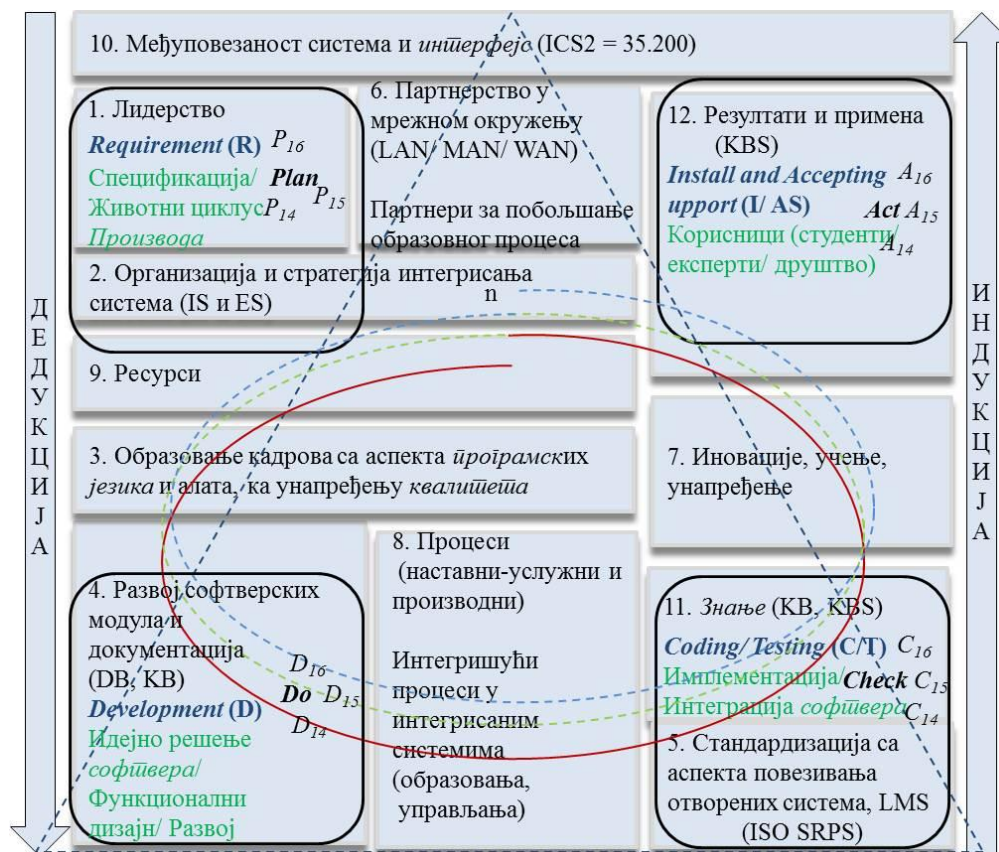 10. Међуповезаност система и интерфејс (ICS2 = 35.200)
1. Лидерство
Requirement (R) P16
Спецификација/ Plan P15
Животни циклус P14
Производа
6. Партнерство у
мрежном окружењу
(LAN/ MAN/ WAN)
Партнери за побољшање
образовног процеса
12. Резултати и примена
(KBS)
Install and Accepting A16
upport (I/ AS) Act A15
Корисници (студенти/ A14
експерти/ друштво)
2. Организација и стратегија интегрисања
система (IS и ES)
n
9. Ресурси
3. Образовање кадрова са аспекта програмских
језика и алата, ка унапређењу квалитета
7. Иновације, учење,
унапређење
4. Развој софтверских
модула и
документација
(DB, KB) D16
Development (D) Do D15
D14
Идејно решење
софтвера/
Функционални
дизајн/ Развој
8. Процеси
(наставни-услужни и
производни)
Интегришући
процеси у
интегрисаним
системима
(образовања,
управљања)
11. Знање (KB, KBS)
Coding/ Testing (C/T) C16
Имплементација/ Check C15
Интеграција софтвера C14
5. Стандардизација са
аспекта повезивања
отворених система, LMS
(ISO SRPS)
ДЕДУКЦИЈА
ИНДУКЦИЈА